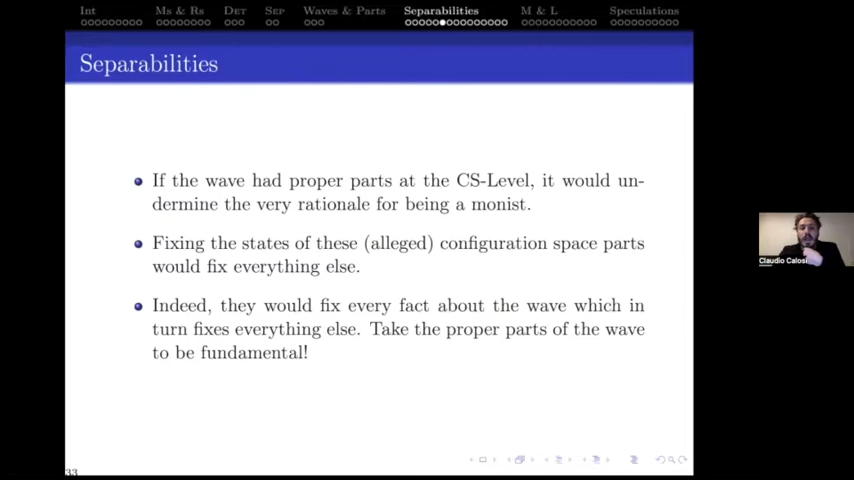 Int Ms & Rs Det Sep Waves & Parts Separabilities M & L Speculations
Separabilities
If the wave had proper parts at the CS-Level, it would un-
dermine the very rationale for being a monist.
Fixing the states of these (alleged) configuration space parts
would fix everything else.
Indeed, they would fix every fact about the wave which in
turn fixes everything else. Take the proper parts of the wave
to be fundamental!
33
Claudio Calosi